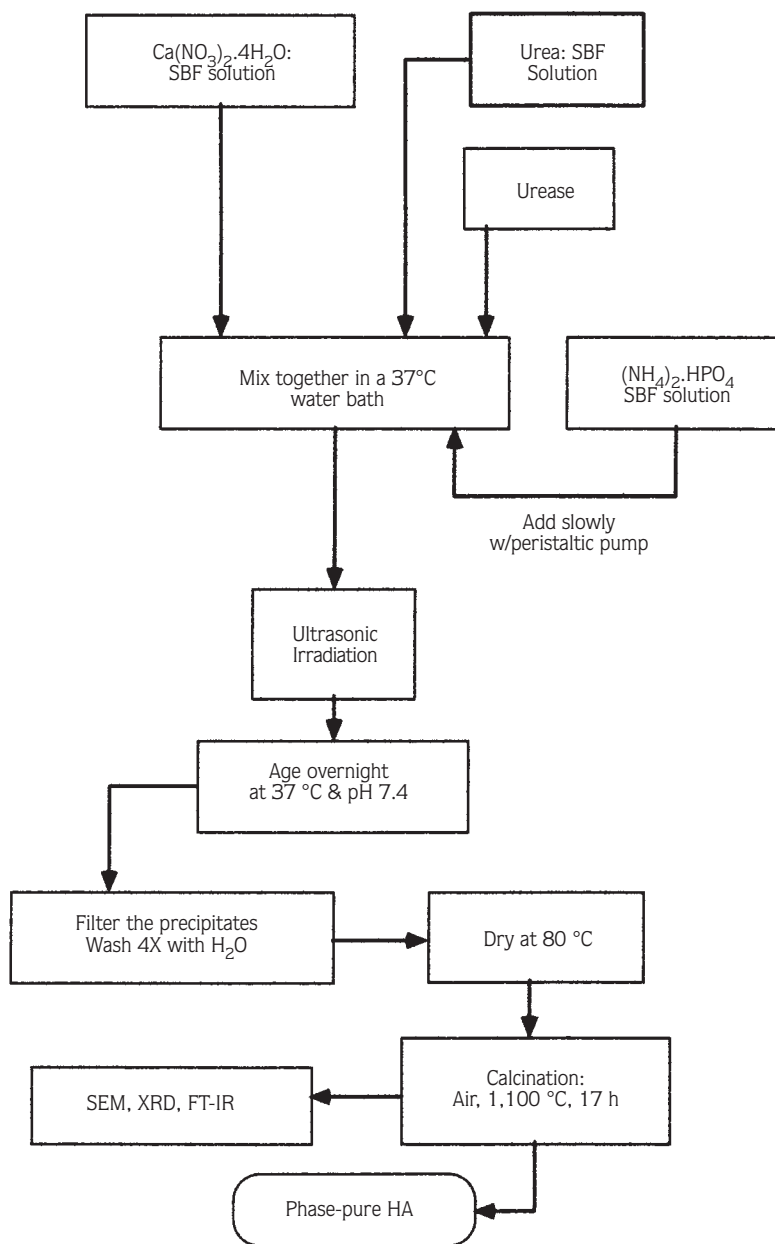 Ca(NO3)2.4H2O:
SBF solution
Urea: SBF
Solution
Urease
Mix together in a 37°C
water bath
(NH4)2.HPO4
SBF solution
Add slowly
w/peristaltic pump
Ultrasonic
Irradiation
Age overnight
at 37 °C & pH 7.4
Filter the precipitates
Wash 4X with H2O
Dry at 80 °C
Calcination:
Air, 1,100 °C, 17 h
SEM, XRD, FT-IR
Phase-pure HA